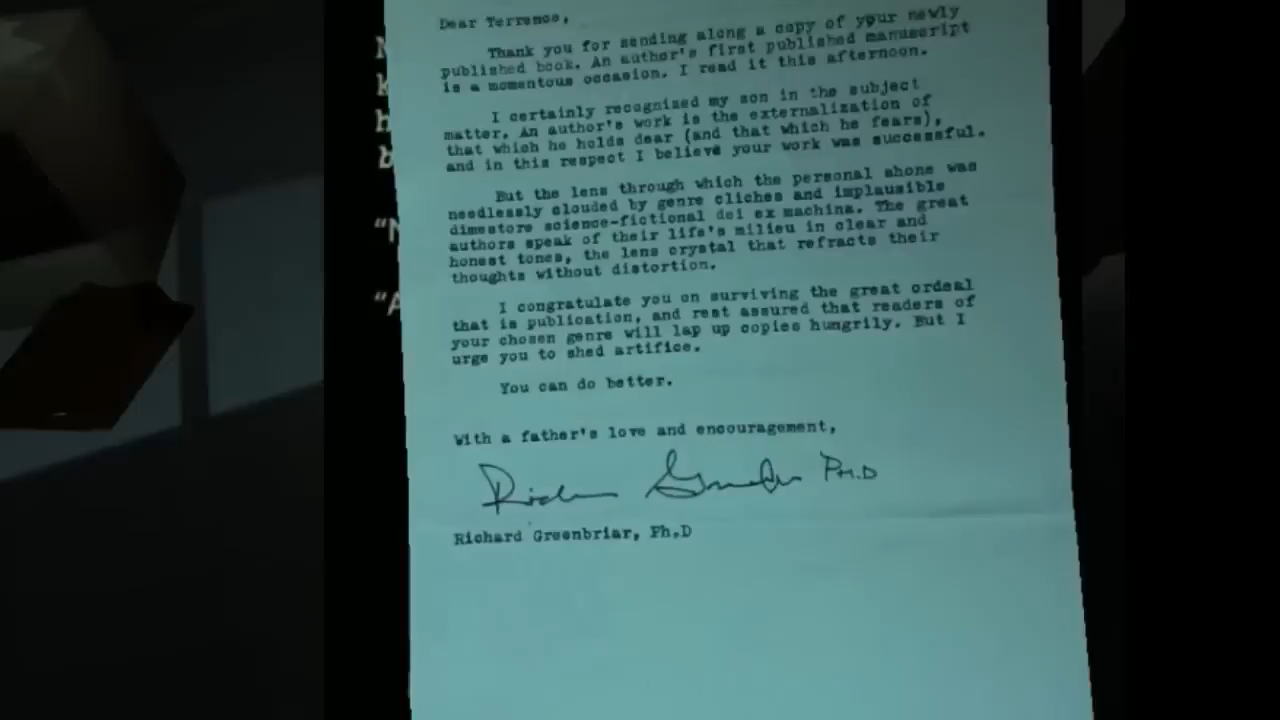 Dear Terrence,
Thank you for sending along a copy of your newly
published book. An author's first published manuscript
is a momentous occasion. I read it this afternoon.
I certainly recognized my son in the subject
matter. An author's work is the externalization of
that which he holds dear (and that which he fears),
and in this respect I believe your work was successful.
But the lens through which the personal shone was
needlessly clouded by genre cliches and implausible
dimestore science-fictional dei ex machina. The great
authors speak of their life's milieu in clear and
honest tones, the lens crystal that refracts their
thoughts without distortion.
I congratulate you on surviving the great ordeal
that is publication, and rest assured that readers of
your chosen genre will lap up copies hungrily. But I
urge you to shed artifice.
You can do better.
With a father's love and encouragement,
Richard Greenbriar Ph.D
Richard Greenbriar, Ph.D